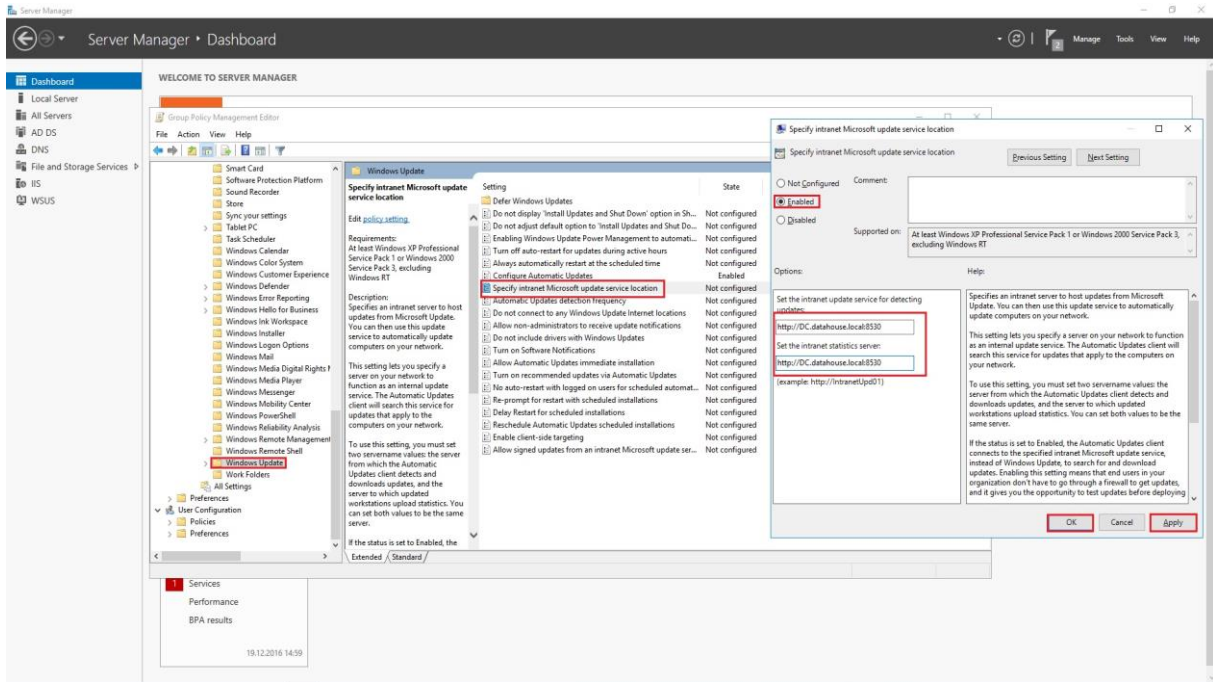 Server Manager
Server Manager • Dashboard
2
Manage
Tools
View
Help
Dashboard
Local Server
All Servers
AD DS
DNS
File and Storage Services
IIS
WSUS
WELCOME TO SERVER MANAGER
Group Policy Management Editor
File Action View Help
Smart Card
Software Protection Platform
Sound Recorder
Store
Sync your settings
Tablet PC
Task Scheduler
Windows Calendar
Windows Color System
Windows Customer Experience
Windows Defender
Windows Error Reporting
Windows Hello for Business
Windows Ink Workspace
Windows Installer
Windows Logon Options
Windows Mail
Windows Media Digital Rights
Windows Media Player
Windows Messenger
Windows Mobility Center
Windows PowerShell
Windows Reliability Analysis
Windows Remote Management
Windows Remote Shell
Windows Update
Work Folders
All Settings
Preferences
User Configuration
Policies
Preferences
Windows Update
Specify intranet Microsoft update
service location
Edit policy setting.
Requirements:
At least Windows XP Professional
Service Pack 1 or Windows 2000
Service Pack 3, excluding
Windows RT
Description:
Specifies an intranet server to host
updates from Microsoft Update.
You can then use this update
service to automatically update
computers on your network.
This setting lets you specify a
server on your network to
function as an internal update
service. The Automatic Updates
client will search this service for
updates that apply to the
computers on your network.
To use this setting, you must set
two servername values: the server
from which the Automatic
Updates client detects and
downloads updates, and the
server to which updated
workstations upload statistics. You
can set both values to be the same
server.
If the status is set to Enabled, the
Setting State
Defer Windows Updates
Do not display 'Install Updates and Shut Down' option in Sh... Not configured
Do not adjust default option to 'Install Updates and Shut Do... Not configured
Enabling Windows Update Power Management to automati... Not configured
Turn off auto-restart for updates during active hours Not configured
Always automatically restart at the scheduled time Not configured
Configure Automatic Updates Enabled
Specify intranet Microsoft update service location Not configured
Automatic Updates detection frequency Not configured
Do not connect to any Windows Update Internet locations Not configured
Allow non-administrators to receive update notifications Not configured
Do not include drivers with Windows Updates Not configured
Turn on Software Notifications Not configured
Allow Automatic Updates immediate installation Not configured
Turn on recommended updates via Automatic Updates Not configured
No auto-restart with logged on users for scheduled automat... Not configured
Re-prompt for restart with scheduled installations Not configured
Delay Restart for scheduled installations Not configured
Reschedule Automatic Updates scheduled installations Not configured
Enable client-side targeting Not configured
Allow signed updates from an intranet Microsoft update ser... Not configured
Extended Standard
Specify intranet Microsoft update service location
Specify intranet Microsoft update service location
Previous Setting
Next Setting
Not Configured
Enabled
Disabled
Comment:
Supported on:
At least Windows XP Professional Service Pack 1 or Windows 2000 Service Pack 3,
excluding Windows RT
Options:
Set the intranet update service for detecting
updates:
http://DC.datahouse.local:8530
Set the intranet statistics server:
http://DC.datahouse.local:8530
(example: http://IntranetUpd01)
Help:
Specifies an intranet server to host updates from Microsoft
Update. You can then use this update service to automatically
update computers on your network.
This setting lets you specify a server on your network to function
as an internal update service. The Automatic Updates client will
search this service for updates that apply to the computers on
your network.
To use this setting, you must set two servername values: the
server from which the Automatic Updates client detects and
downloads updates, and the server to which updated
workstations upload statistics. You can set both values to be the
same server.
If the status is set to Enabled, the Automatic Updates client
connects to the specified intranet Microsoft update service,
instead of Windows Update, to search for and download
updates. Enabling this setting means that end users in your
organization don't have to go through a firewall to get updates,
and it gives you the opportunity to test updates before deploying
OK
Cancel
Apply
1 Services
Performance
BPA results
19.12.2016 14:59